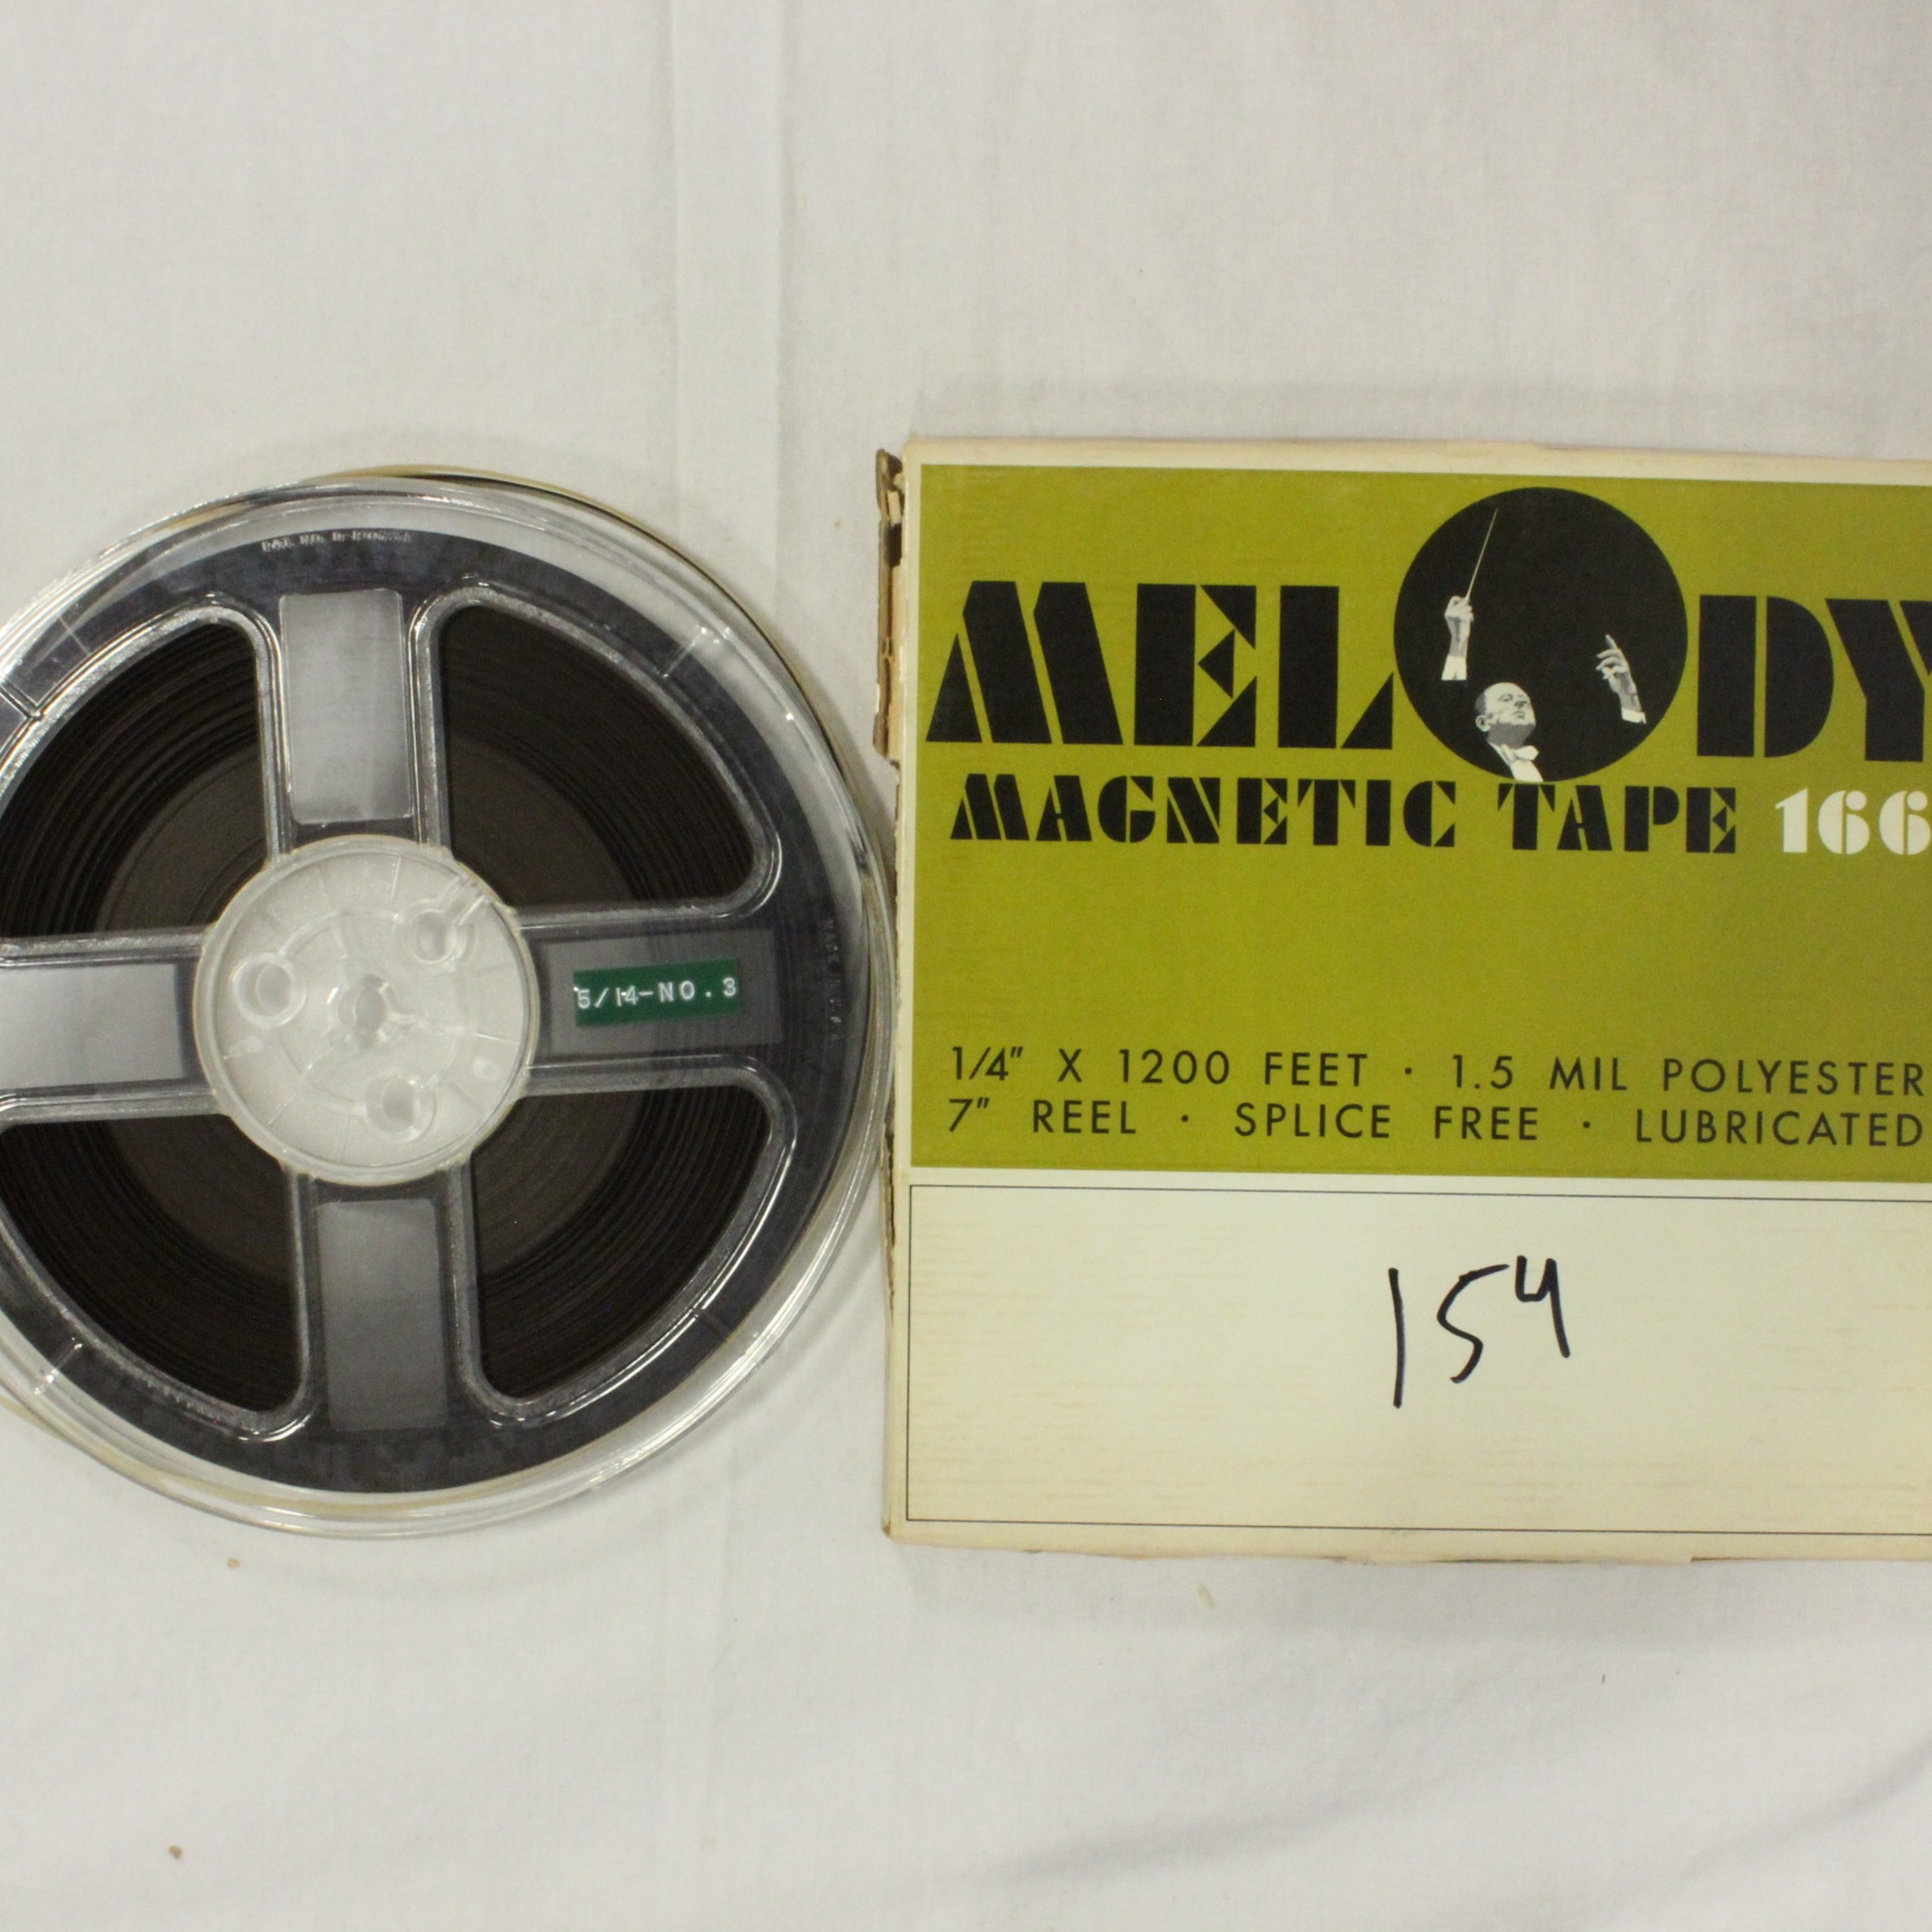 5/14-NO.3
MELODY
MAGNETIC TAPE 166
1/4" X 1200 FEET · 1.5 MIL POLYESTER
7" REEL · SPLICE FREE · LUBRICATED
154